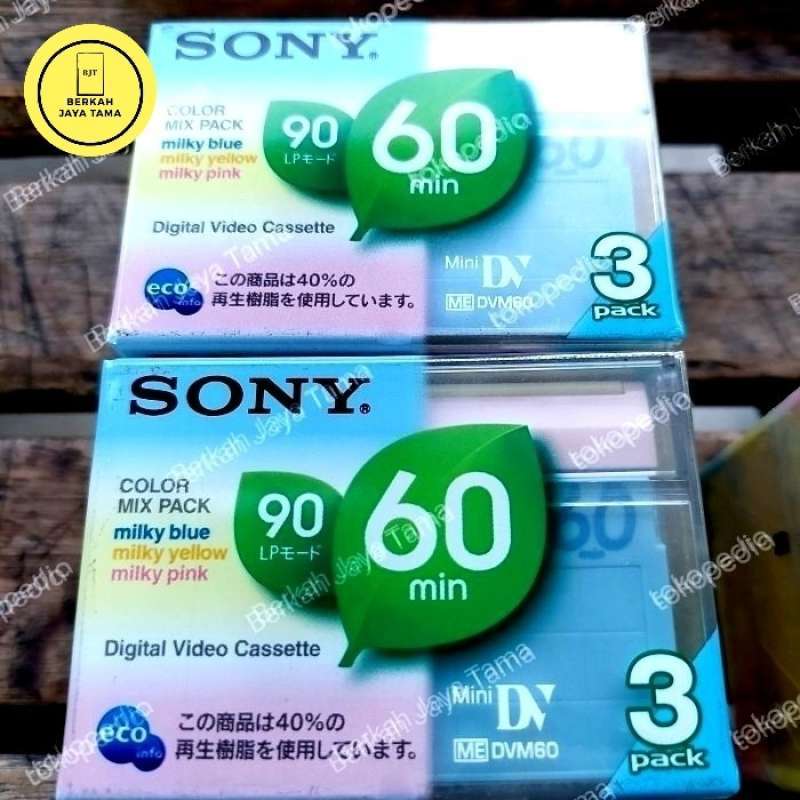 BJT
BERKAH
JAYA TAMA
SONY®
COLOR
MIX PACK
milky blue
milky yellow
milky pink
90
LPモード
60
min
Digital Video Cassette
eco
info
この商品は40%の
再生樹脂を使用しています。
Mini DV
ME DVM60
3
pack
SONY®
COLOR
MIX PACK
milky blue
milky yellow
milky pink
90
LPモード
60
min
60
Digital Video Cassette
eco
info
この商品は40%の
再生樹脂を使用しています。
Mini DV
ME DVM60
3
pack
Berkah Jaya Tama
tokopedia